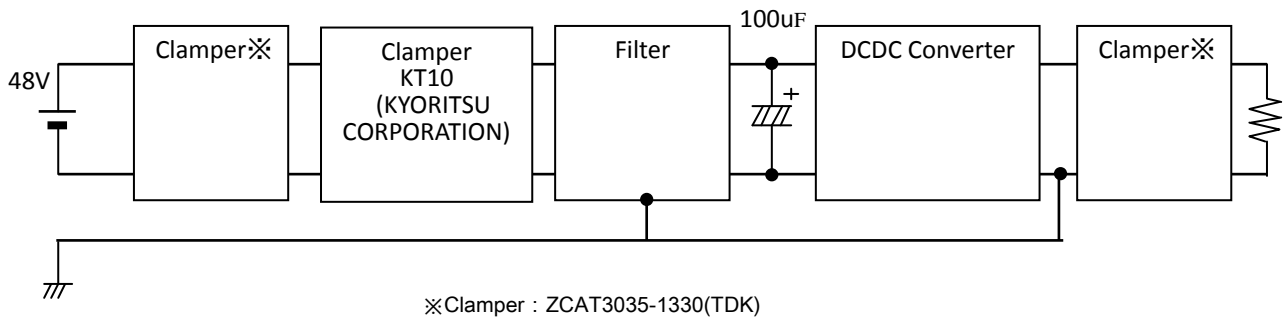 100uF
Clamper※
Clamper
KT10
(KYORITSU
CORPORATION)
Filter
DCDC Converter
Clamper※
48V
+
※Clamper : ZCAT3035-1330(TDK)